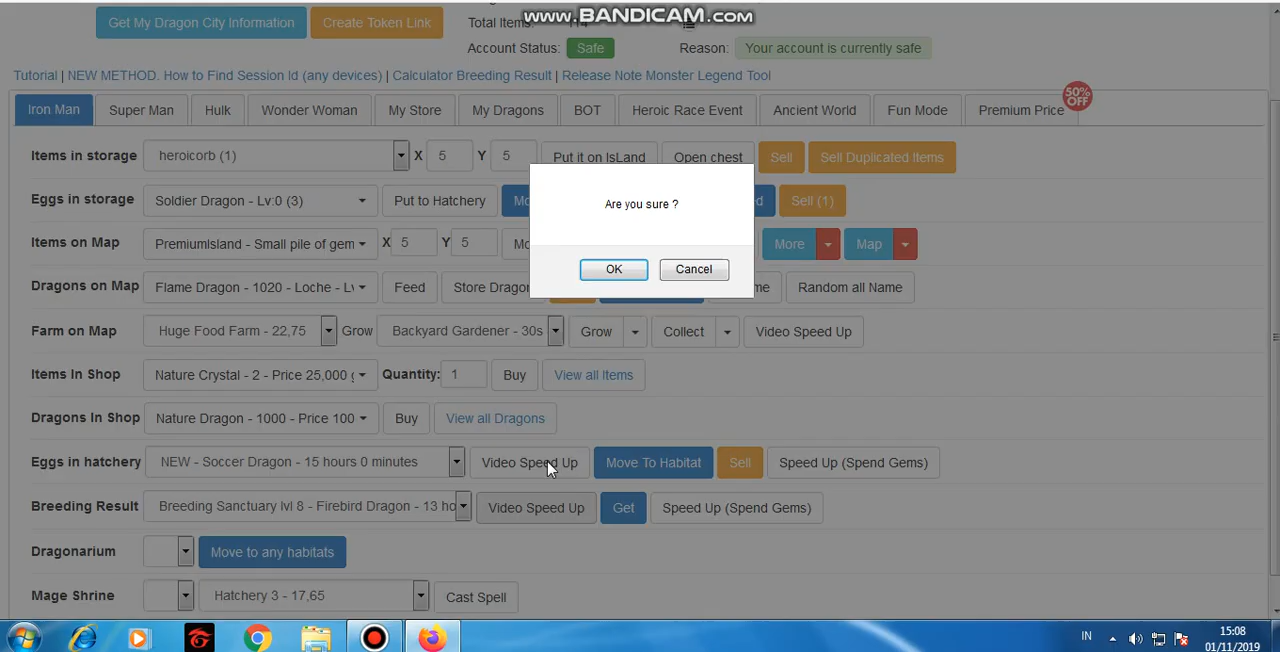 www.BANDICAM.com
Get My Dragon City Information Create Token Link
Total Items:
Account Status: Safe Reason: Your account is currently safe
Tutorial | NEW METHOD. How to Find Session Id (any devices) | Calculator Breeding Result | Release Note Monster Legend Tool
50% OFF
Iron Man Super Man Hulk Wonder Woman My Store My Dragons BOT Heroic Race Event Ancient World Fun Mode Premium Price
Items in storage heroicorb (1) X 5 Y 5 Put it on IsLand Open chest Sell Sell Duplicated Items
Eggs in storage Soldier Dragon - Lv:0 (3) Put to Hatchery Mo d Sell (1)
Items on Map PremiumIsland - Small pile of gem X 5 Y 5 Mo More Map
Dragons on Map Flame Dragon - 1020 - Loche - Lv Feed Store Dragon me Random all Name
Farm on Map Huge Food Farm - 22,75 Grow Backyard Gardener - 30s Grow Collect Video Speed Up
Items In Shop Nature Crystal - 2 - Price 25,000 g Quantity: 1 Buy View all Items
Dragons In Shop Nature Dragon - 1000 - Price 100 Buy View all Dragons
Eggs in hatchery NEW - Soccer Dragon - 15 hours 0 minutes Video Speed Up Move To Habitat Sell Speed Up (Spend Gems)
Breeding Result Breeding Sanctuary lvl 8 - Firebird Dragon - 13 ho Video Speed Up Get Speed Up (Spend Gems)
Dragonarium Move to any habitats
Mage Shrine Hatchery 3 - 17,65 Cast Spell
Are you sure ?
OK Cancel
IN 15:08
01/11/2019